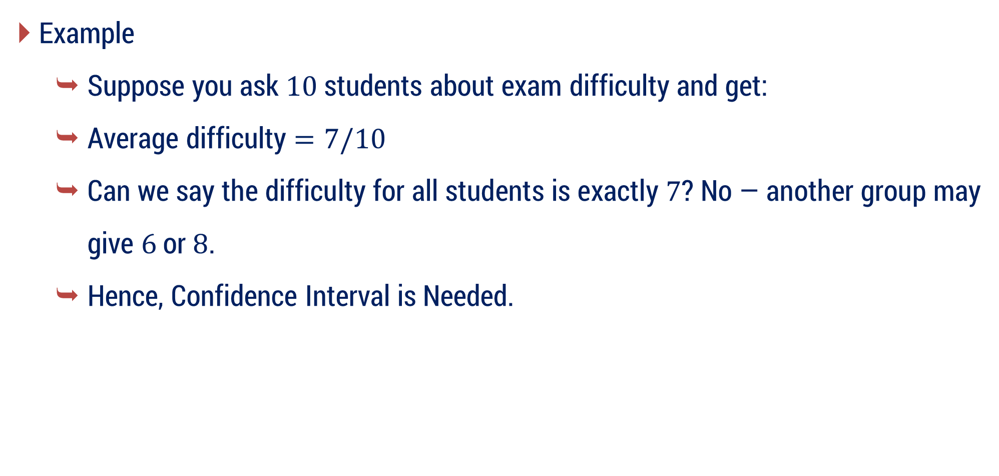 Example
Suppose you ask 10 students about exam difficulty and get:
Average difficulty = 7/10
Can we say the difficulty for all students is exactly 7? No — another group may
give 6 or 8.
Hence, Confidence Interval is Needed.